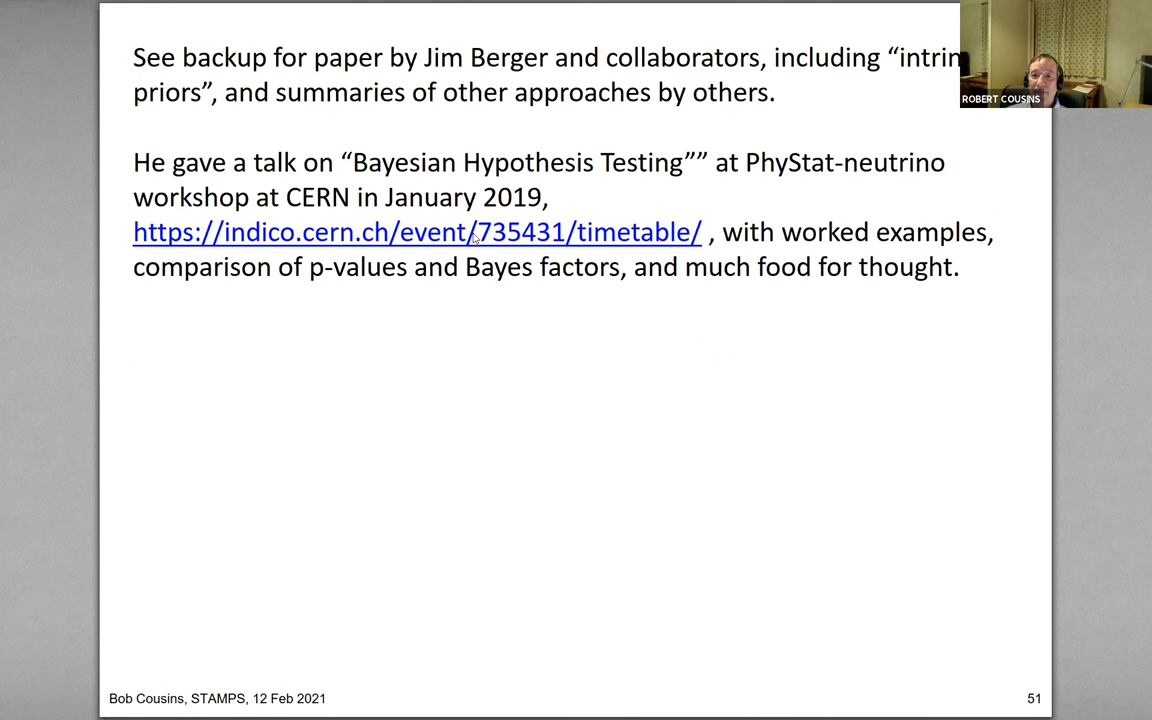 See backup for paper by Jim Berger and collaborators, including “intrin
priors”, and summaries of other approaches by others.
He gave a talk on “Bayesian Hypothesis Testing”” at PhyStat-neutrino
workshop at CERN in January 2019,
https://indico.cern.ch/event/735431/timetable/ , with worked examples,
comparison of p-values and Bayes factors, and much food for thought.
ROBERT COUSINS
Bob Cousins, STAMPS, 12 Feb 2021
51